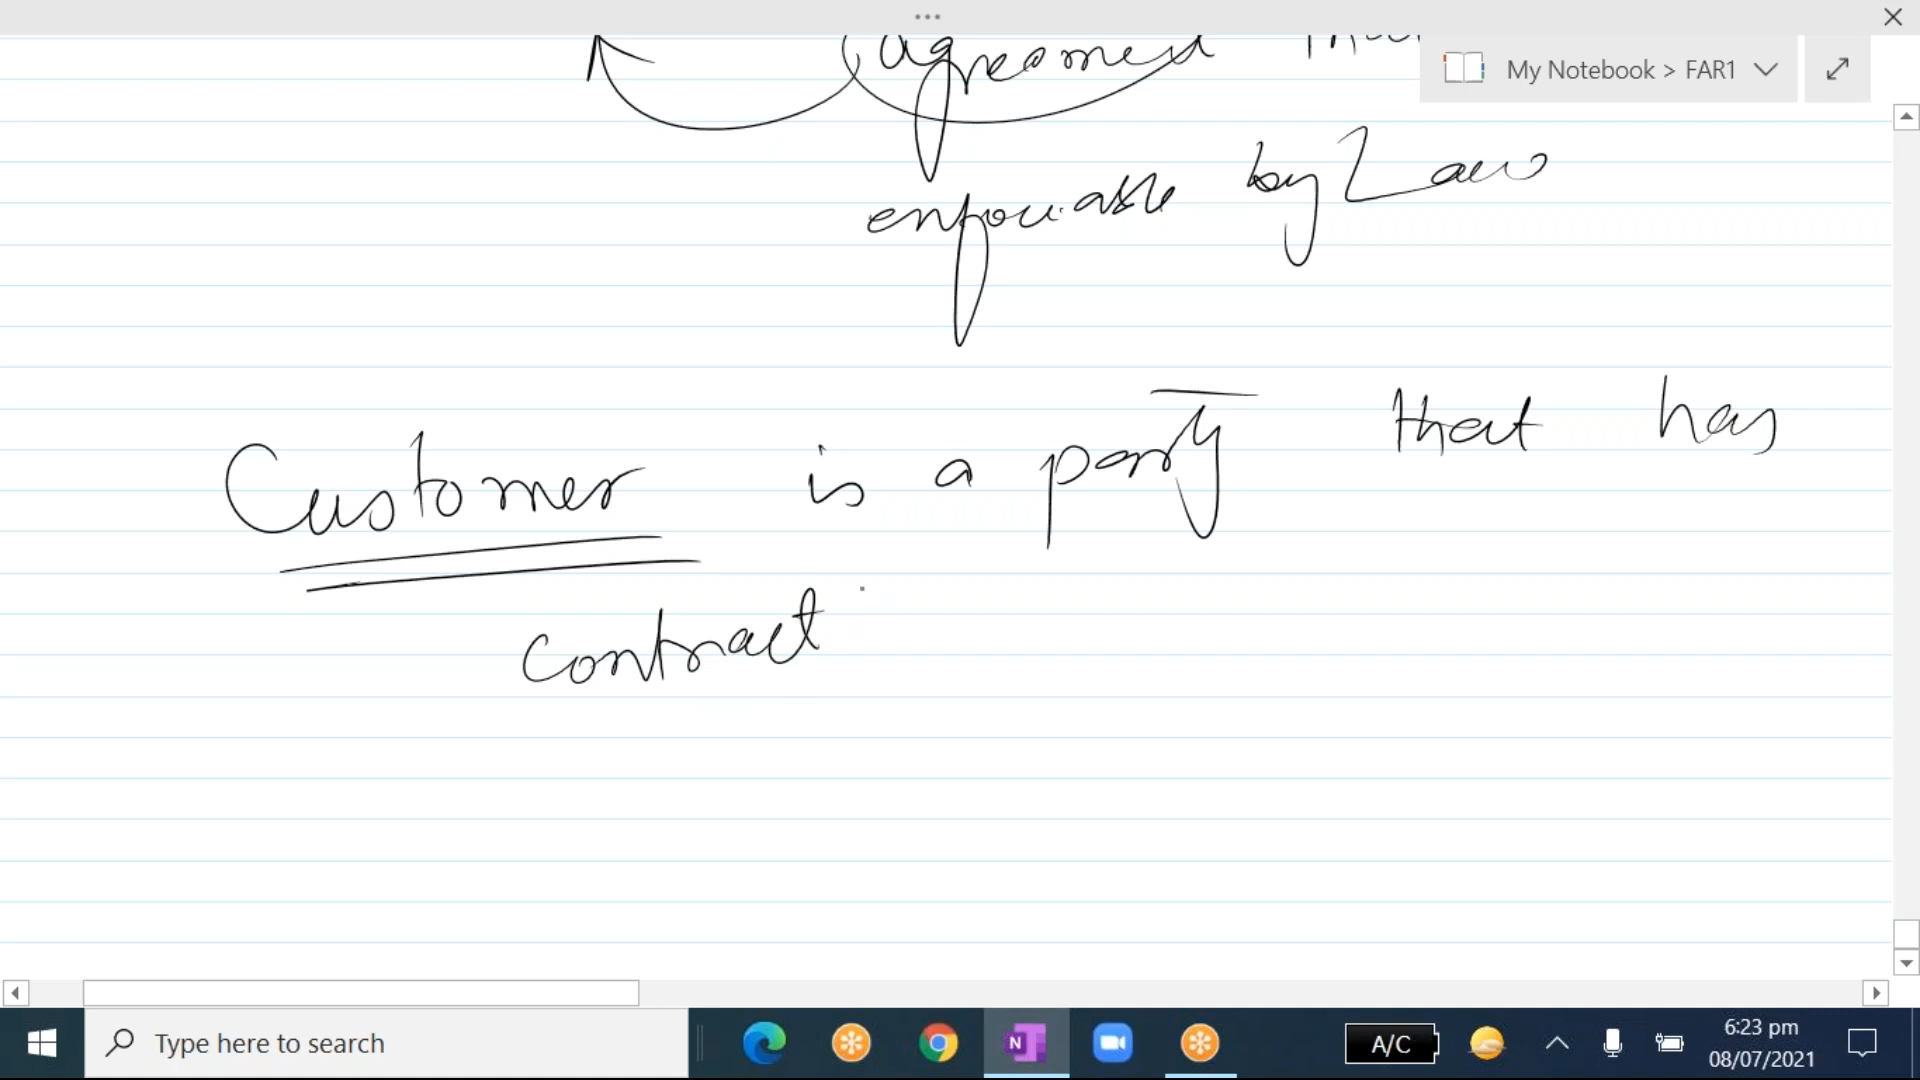 ...
agreement
My Notebook > FAR1
enforceable by Law
Customer is a party that has
contract
Type here to search
N
A/C
6:23 pm
08/07/2021